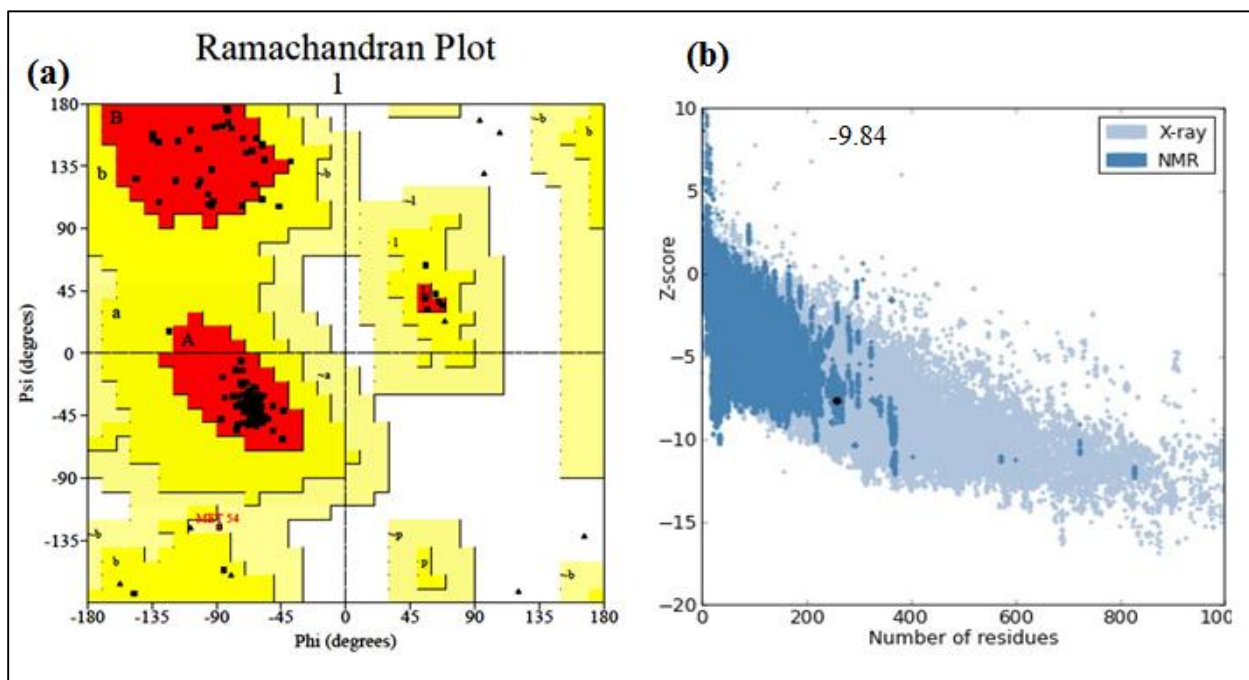 Ramachandran Plot
(a)
1
B
b
~b
~b
b
~l
l
L
a
A
~a
MET 54
~b
~p
b
p
~b
180
135
90
45
0
-45
-90
-135
-180 -135 -90 -45 0 45 90 135 180
Psi (degrees)
Phi (degrees)
(b)
-9.84
X-ray
NMR
10
5
0
−5
−10
−15
−20
Z-score
0 200 400 600 800 100
Number of residues